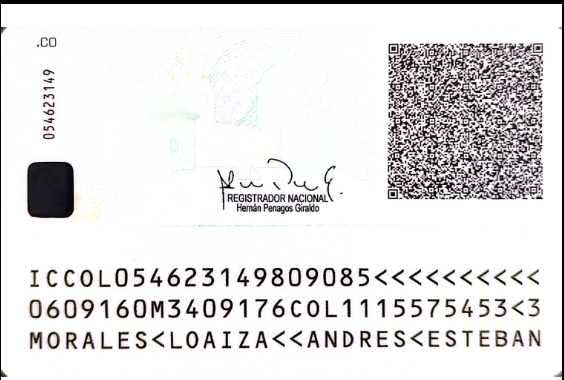 .CO
054623149
REGISTRADOR NACIONAL
Hernán Penagos Giraldo
ICCOL054623149809085<<<<<<<<<<
0609160M3409176COL1115575453<3
MORALES<LOAIZA<<ANDRES<ESTEBAN